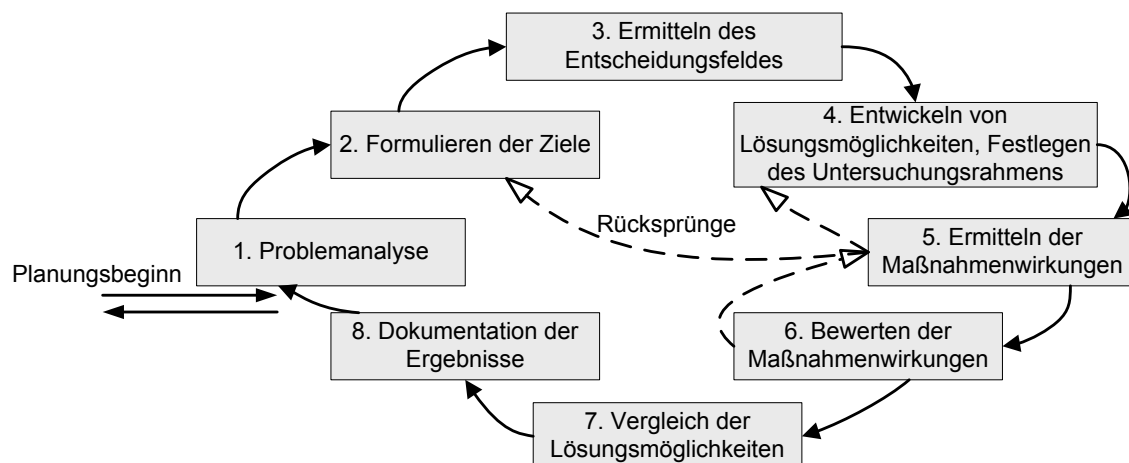 3. Ermitteln des
Entscheidungsfeldes
4. Entwickeln von
Lösungsmöglichkeiten, Festlegen
des Untersuchungsrahmens
2. Formulieren der Ziele
Rücksprünge
1. Problemanalyse
5. Ermitteln der
Maßnahmenwirkungen
Planungsbeginn
8. Dokumentation der
Ergebnisse
6. Bewerten der
Maßnahmenwirkungen
7. Vergleich der
Lösungsmöglichkeiten